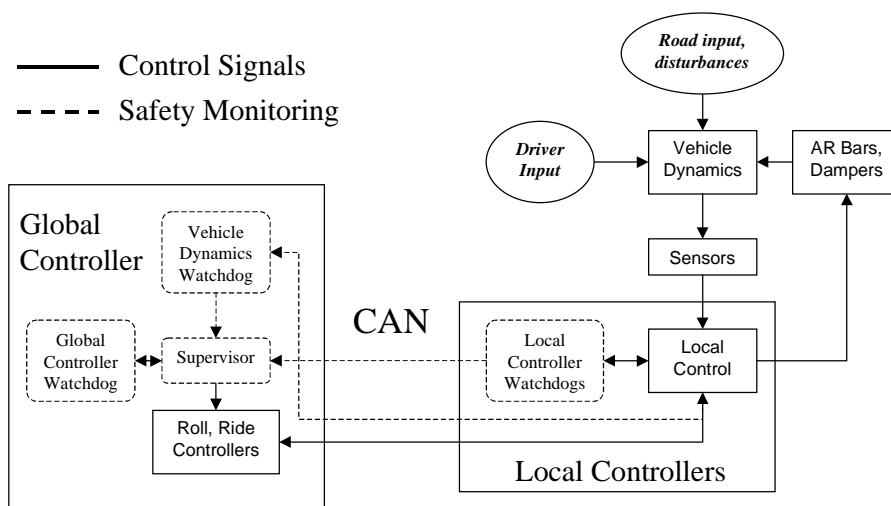 Control Signals
Safety Monitoring
Road input,
disturbances
Driver
Input
Vehicle
Dynamics
AR Bars,
Dampers
Sensors
Global
Controller
Vehicle
Dynamics
Watchdog
Global
Controller
Watchdog
Supervisor
Roll, Ride
Controllers
CAN
Local
Controller
Watchdogs
Local
Control
Local Controllers